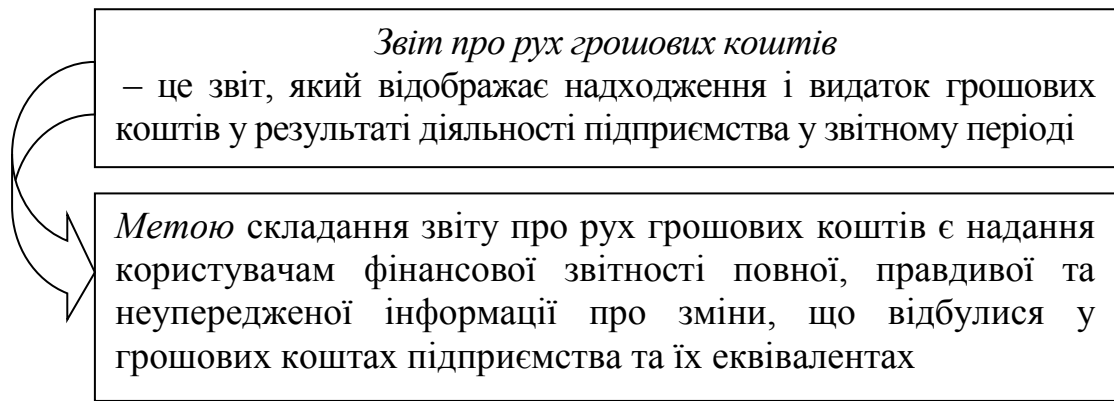 Звіт про рух грошових коштів
– це звіт, який відображає надходження і видаток грошових
коштів у результаті діяльності підприємства у звітному періоді
Метою складання звіту про рух грошових коштів є надання
користувачам фінансової звітності повної, правдивої та
неупередженої інформації про зміни, що відбулися у
грошових коштах підприємства та їх еквівалентах